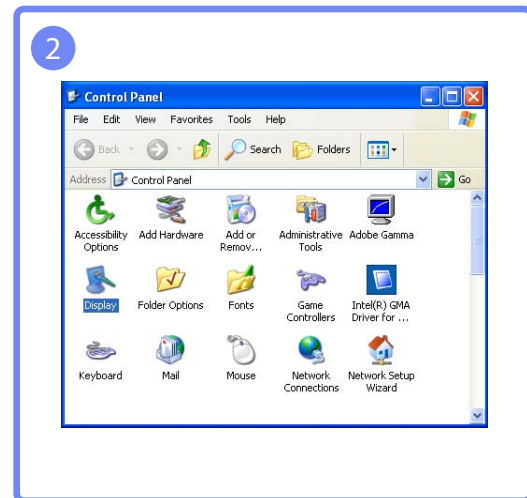 2
Control Panel
File Edit View Favorites Tools Help
Back Search Folders
Address Control Panel Go
Accessibility Options Add Hardware Add or Remov... Administrative Tools Adobe Gamma
Display Folder Options Fonts Game Controllers Intel(R) GMA Driver for ...
Keyboard Mail Mouse Network Connections Network Setup Wizard